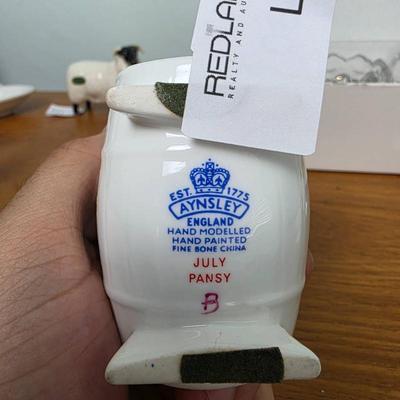 REDLA
REALTY AND AU
L
EST. 1775
AYNSLEY
ENGLAND
HAND MODELLED
HAND PAINTED
FINE BONE CHINA
JULY
PANSY
B